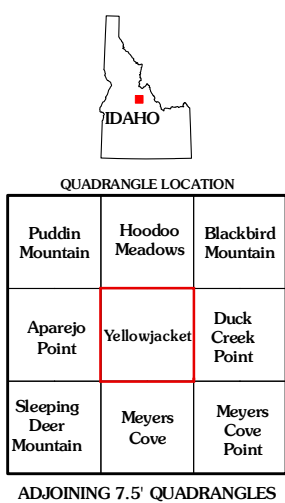 IDAHO
QUADRANGLE LOCATION
Puddin
Mountain
Hoodoo
Meadows
Blackbird
Mountain
Aparejo
Point
Yellowjacket
Duck
Creek
Point
Sleeping
Deer
Mountain
Meyers
Cove
Meyers
Cove
Point
ADJOINING 7.5' QUADRANGLES